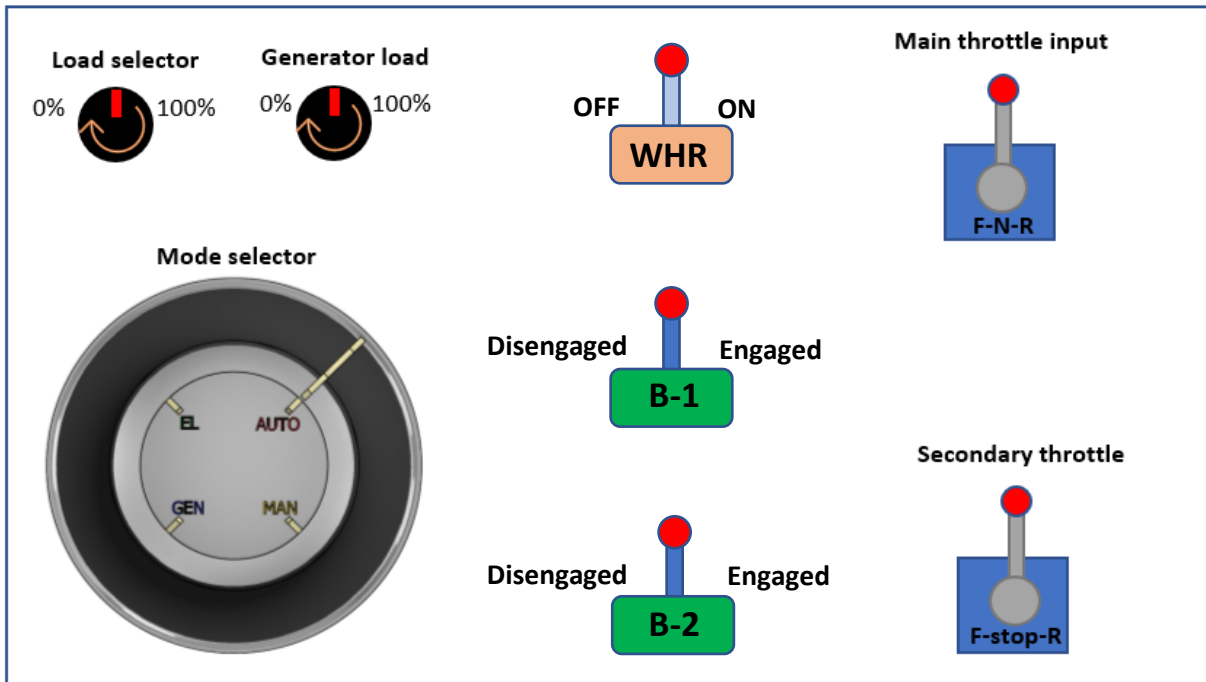 Load selector
0% 100%
Generator load
0% 100%
OFF ON
WHR
Main throttle input
F-N-R
Mode selector
EL AUTO
GEN MAN
Disengaged Engaged
B-1
Secondary throttle
F-stop-R
Disengaged Engaged
B-2